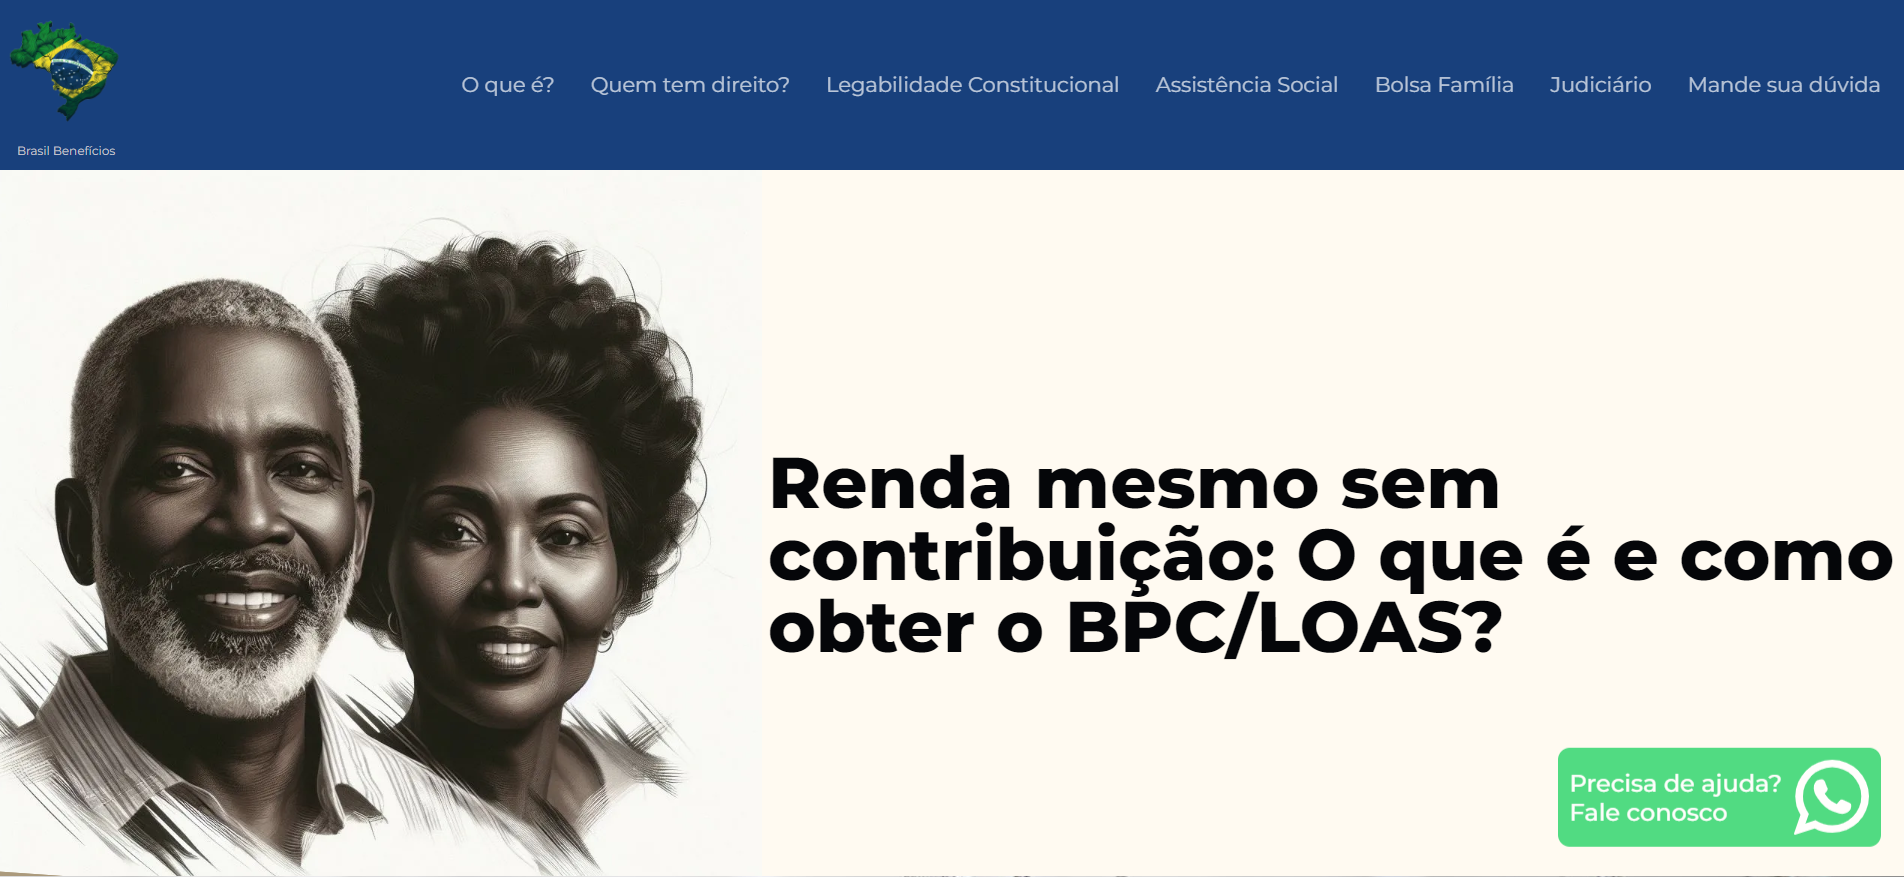 O que é? Quem tem direito? Legabilidade Constitucional Assistência Social Bolsa Família Judiciário Mande sua dúvida
Brasil Benefícios
Renda mesmo sem
contribuição: O que é e como
obter o BPC/LOAS?
Precisa de ajuda?
Fale conosco